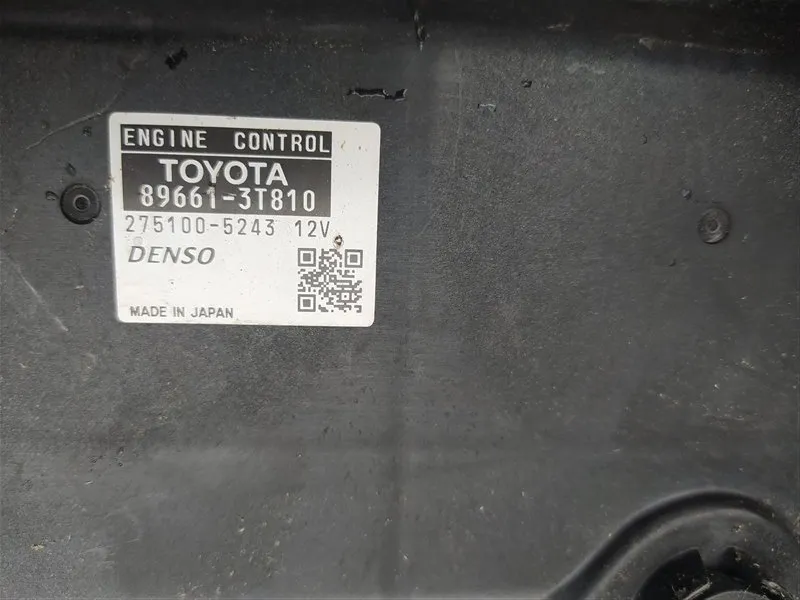 ENGINE CONTROL
TOYOTA
89661-3T810
275100-5243 12V
DENSO
MADE IN JAPAN